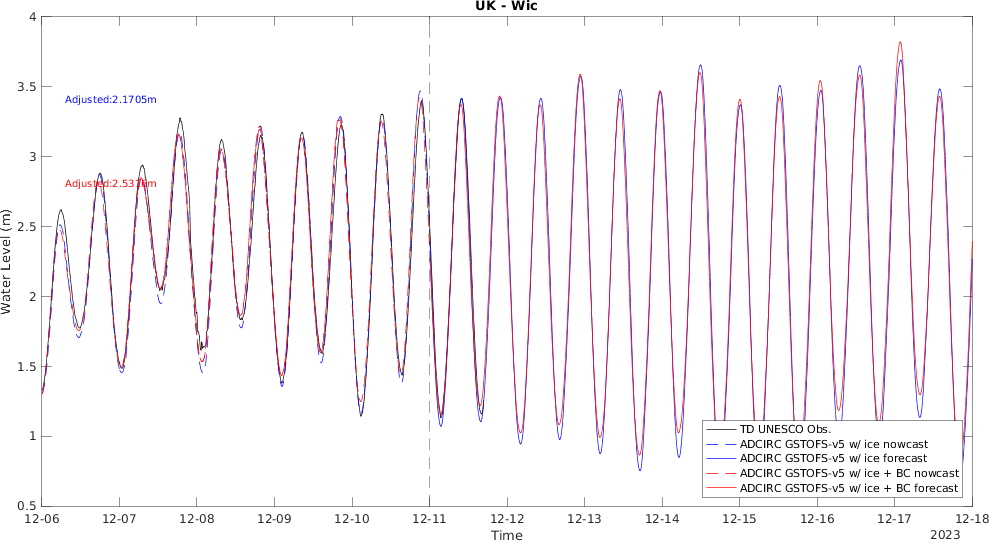 UK - Wic
4
3.5
3
2.5
2
1.5
1
0.5
Water Level (m)
Adjusted:2.1705m
12-06
12-07
12-08
12-09
12-10
12-11
12-12
12-13
12-14
12-15
12-16
12-17
12-18
Time
2023
TD UNESCO Obs.
ADCIRC GSTOFS-v5 w/ ice nowcast
ADCIRC GSTOFS-v5 w/ ice forecast
ADCIRC GSTOFS-v5 w/ ice + BC nowcast
ADCIRC GSTOFS-v5 w/ ice + BC forecast